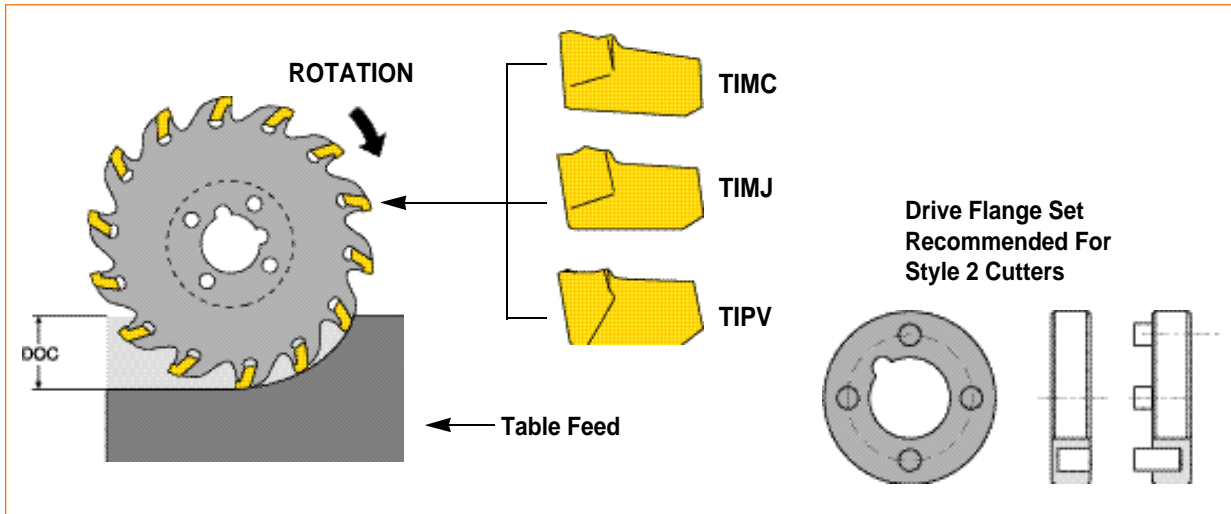 ROTATION
TIMC
TIMJ
TIPV
Drive Flange Set
Recommended For
Style 2 Cutters
DOC
Table Feed